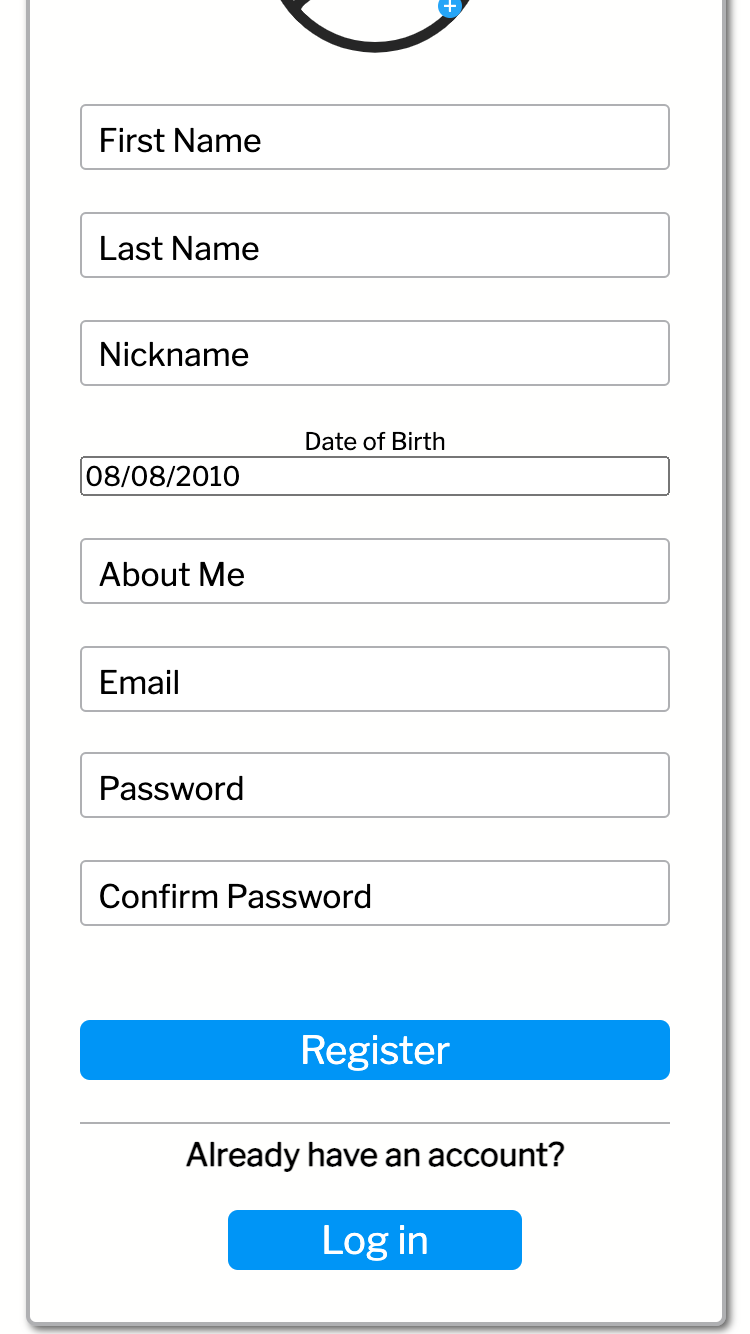 First Name
Last Name
Nickname
Date of Birth
08/08/2010
About Me
Email
Password
Confirm Password
Register
Already have an account?
Log in